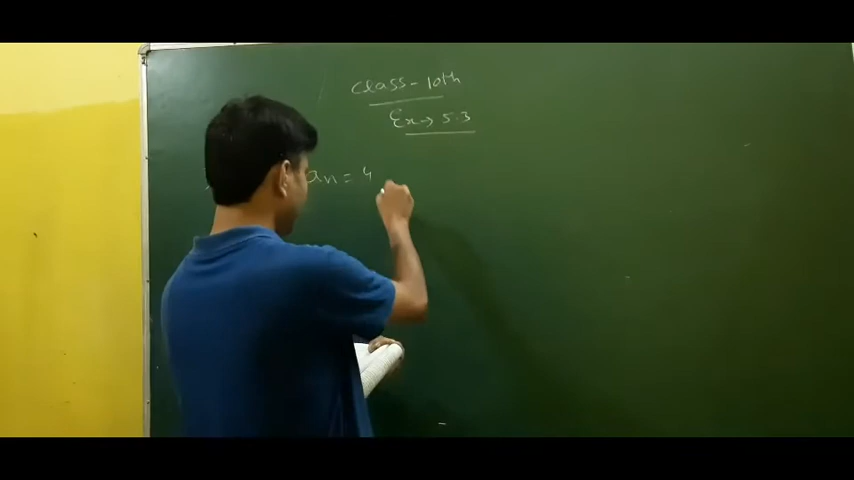 Class-10th
Ex→ 5.3
an = 4